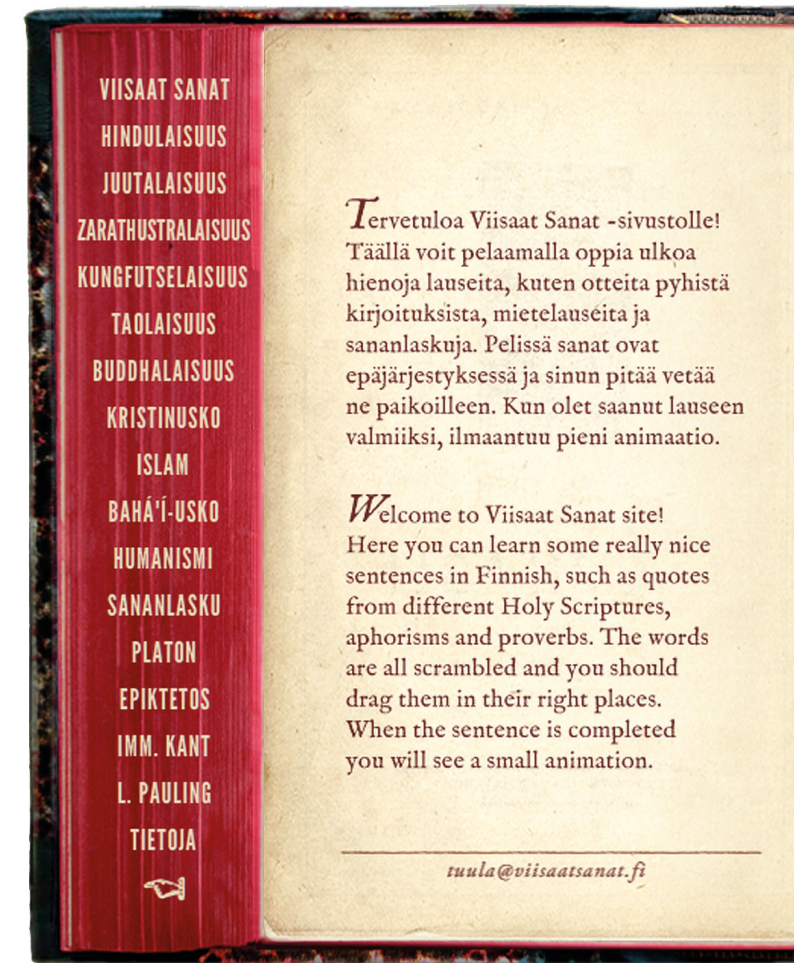 VIISAAT SANAT
HINDULAISUUS
JUUTALAISUUS
ZARATHUSTRALAISUUS
KUNGFUTSELAISUUS
TAOLAISUUS
BUDDHALAISUUS
KRISTINUSKO
ISLAM
BAHÁ'Í-USKO
HUMANISMI
SANANLASKU
PLATON
EPIKTETOS
IMM. KANT
L. PAULING
TIETOJA
Tervetuloa Viisaat Sanat -sivustolle!
Täällä voit pelaamalla oppia ulkoa
hienoja lauseita, kuten otteita pyhistä
kirjoituksista, mietelauseita ja
sananlaskuja. Pelissä sanat ovat
epäjärjestyksessä ja sinun pitää vetää
ne paikoilleen. Kun olet saanut lauseen
valmiiksi, ilmaantuu pieni animaatio.
Welcome to Viisaat Sanat site!
Here you can learn some really nice
sentences in Finnish, such as quotes
from different Holy Scriptures,
aphorisms and proverbs. The words
are all scrambled and you should
drag them in their right places.
When the sentence is completed
you will see a small animation.
tuula@viisaatsanat.fi